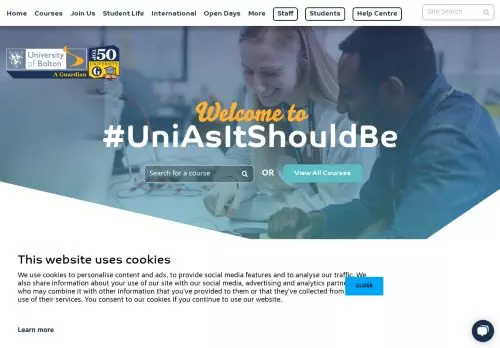 Home Courses Join Us Student Life International Open Days More Staff Students Help Centre Site Search
University
of Bolton
A Guardian
TOP 50
UNIVERSITY
G
Welcome to
#UniAsItShouldBe
Search for a course OR View All Courses
This website uses cookies
We use cookies to personalise content and ads, to provide social media features and to analyse our traffic. We
also share information about your use of our site with our social media, advertising and analytics partners
who may combine it with other information that you've provided to them or that they've collected from
use of their services. You consent to our cookies if you continue to use our website.
CLOSE
Learn more